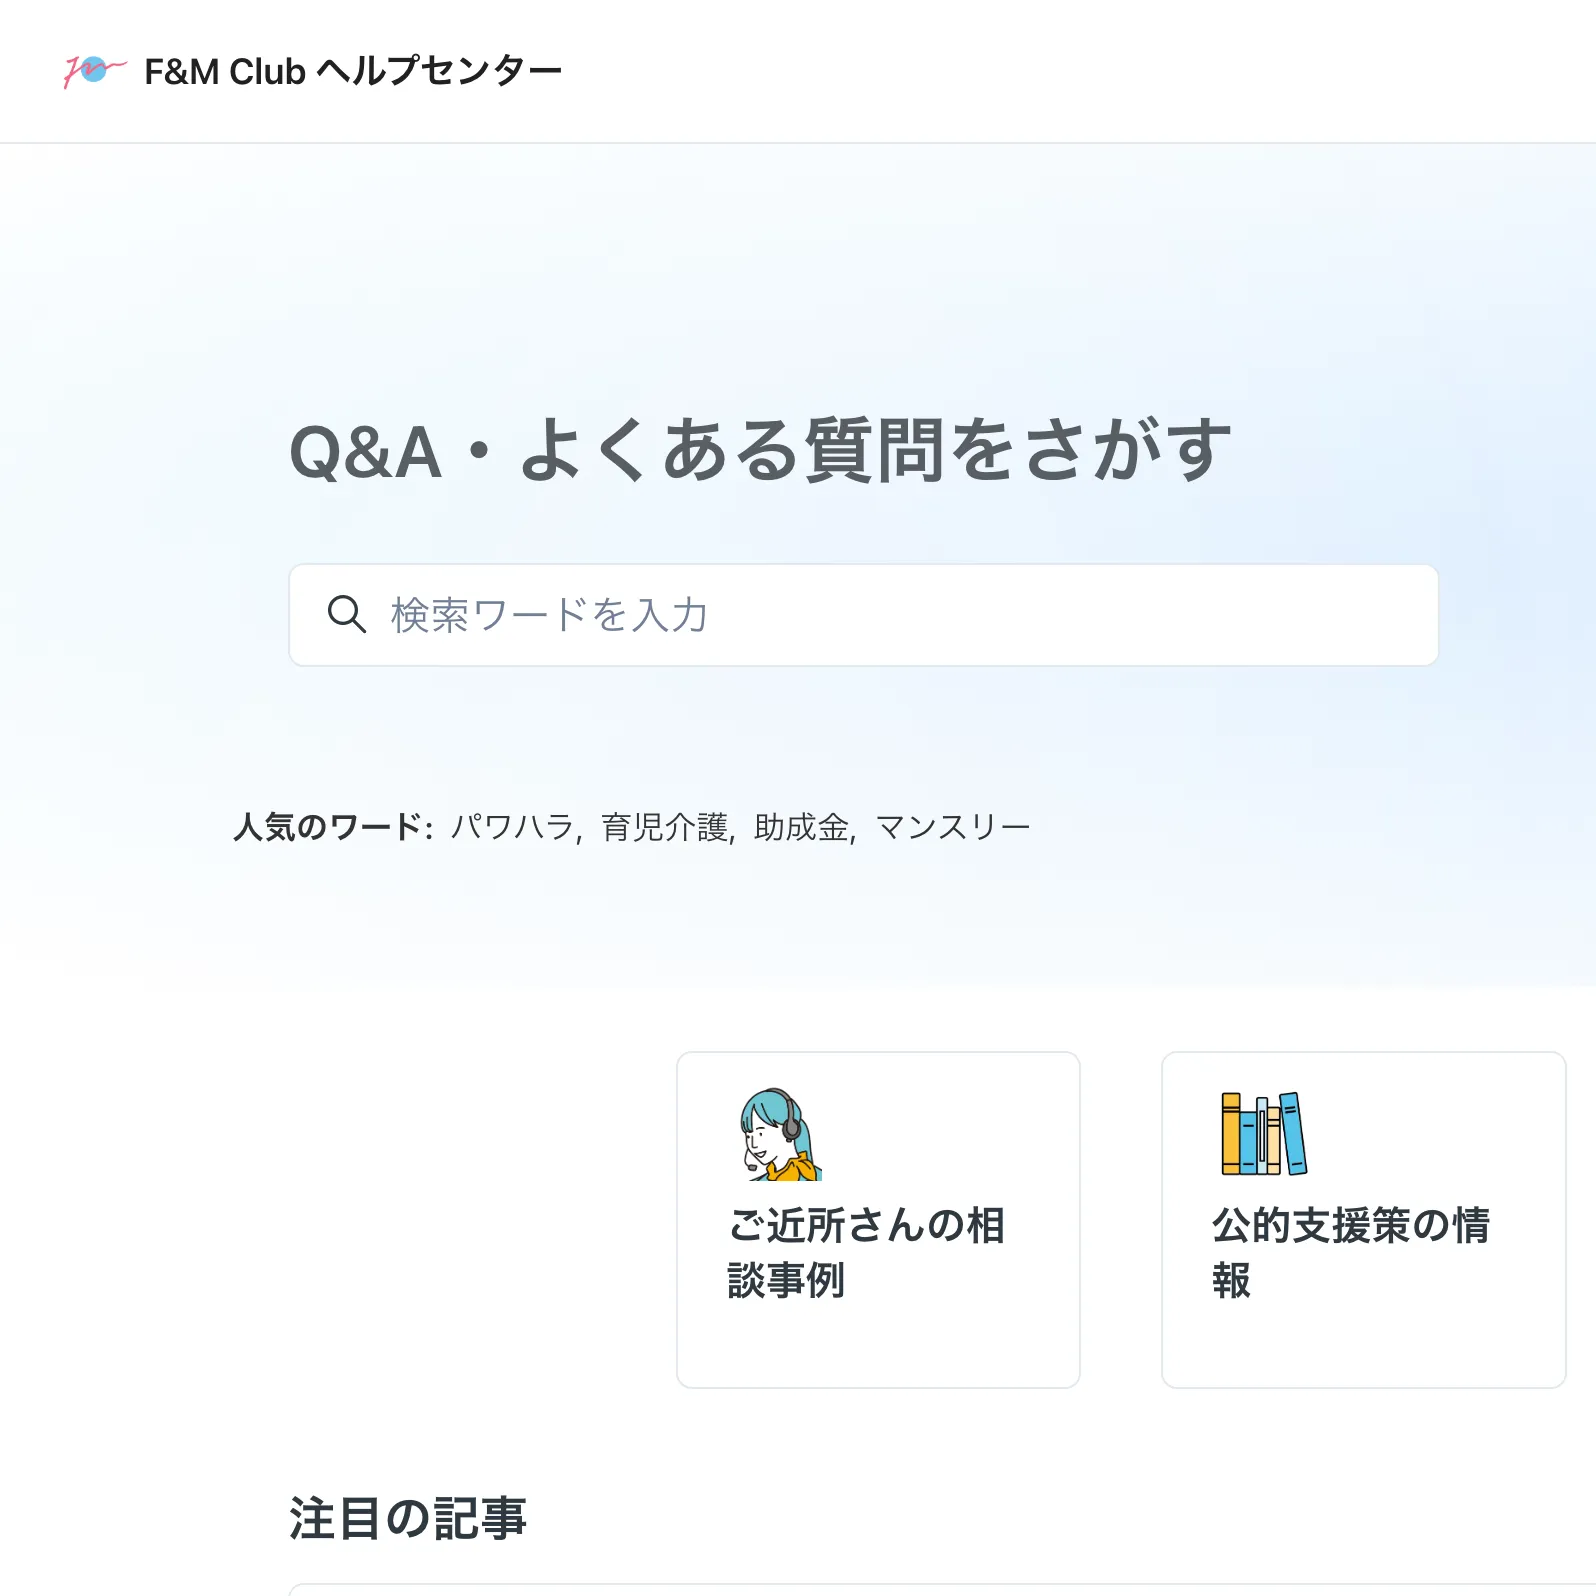 F&M Club ヘルプセンター
Q&A・よくある質問をさがす
検索ワードを入力
人気のワード: パワハラ, 育児介護, 助成金, マンスリー
ご近所さんの相
談事例
公的支援策の情
報
注目の記事